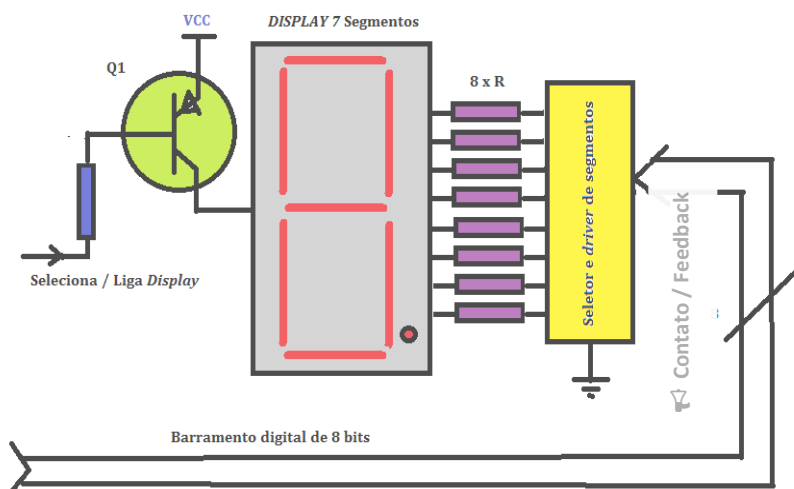 VCC
DISPLAY 7 Segmentos
Q1
8 x R
Seletor e driver de segmentos
Contato / Feedback
Seleciona / Liga Display
Barramento digital de 8 bits